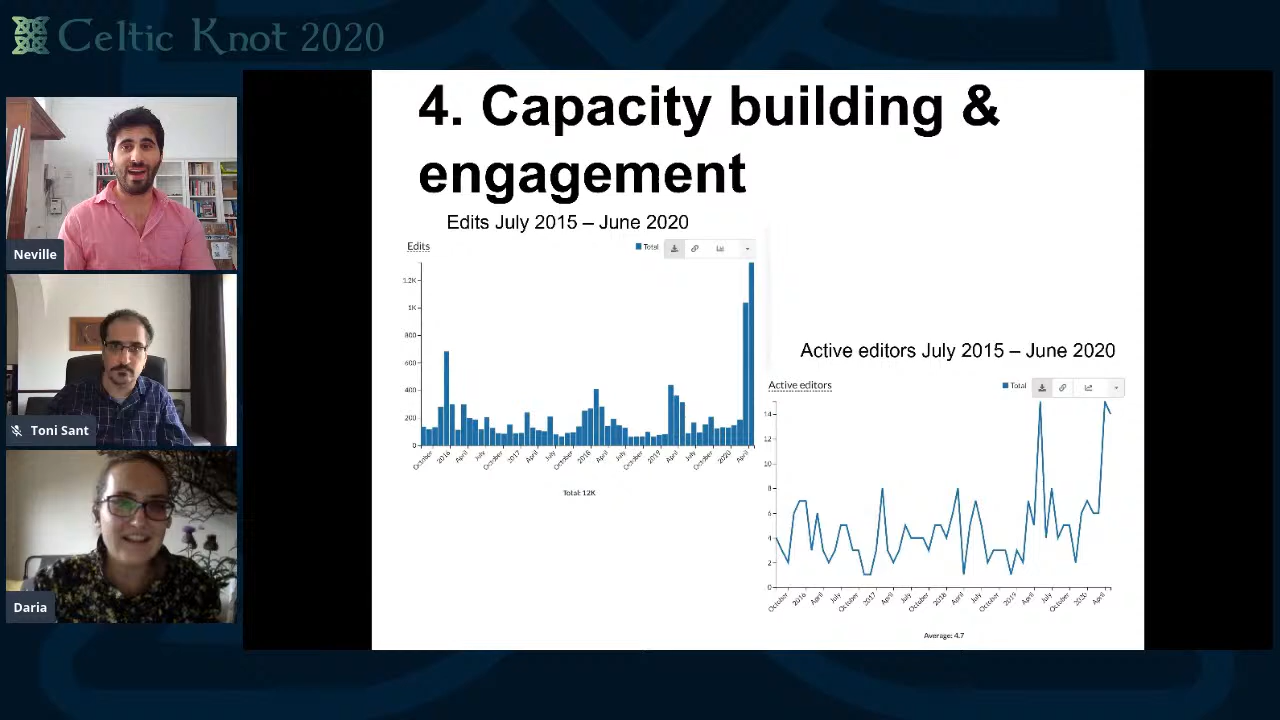 Celtic Knot 2020
Neville
Toni Sant
Daria
4. Capacity building &
engagement
Edits July 2015 – June 2020
Edits
Total
1.2K
1K
800
600
400
200
0
October
2016
April
July
October
2017
April
July
October
2018
April
July
October
2019
April
July
October
2020
April
Total: 12K
Active editors July 2015 – June 2020
Active editors
Total
14
12
10
8
6
4
2
0
October
2016
April
July
October
2017
April
July
October
2018
April
July
October
2019
April
July
October
2020
April
Average: 4.7